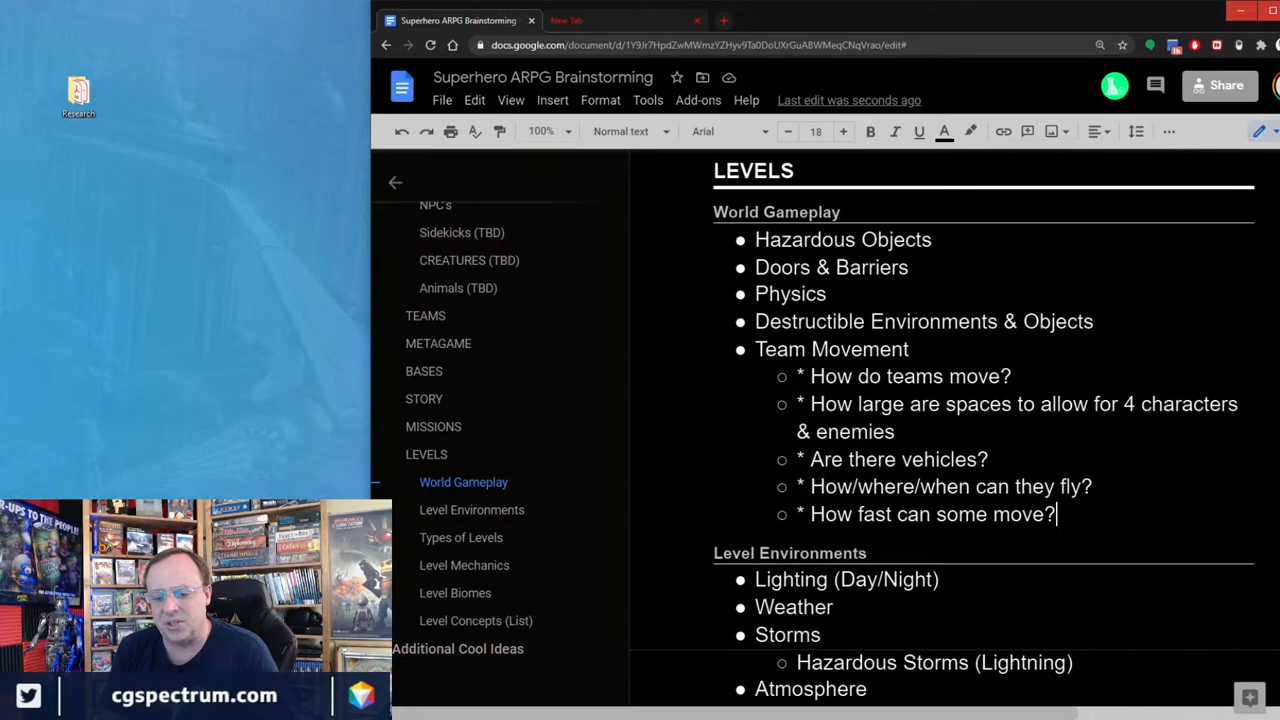 Superhero ARPG Brainstorming
New Tab
docs.google.com/document/d/1Y9Jr7HpdZwMWmzYZHyv9Ta0DoUXrGuABWMeqCNqVrao/edit#
Research
Superhero ARPG Brainstorming
File Edit View Insert Format Tools Add-ons Help Last edit was seconds ago
Share
100% Normal text Arial 18
NPC's
Sidekicks (TBD)
CREATURES (TBD)
Animals (TBD)
TEAMS
METAGAME
BASES
STORY
MISSIONS
LEVELS
World Gameplay
Level Environments
Types of Levels
Level Mechanics
Level Biomes
Level Concepts (List)
Additional Cool Ideas
LEVELS
World Gameplay
● Hazardous Objects
● Doors & Barriers
● Physics
● Destructible Environments & Objects
● Team Movement
○ * How do teams move?
○ * How large are spaces to allow for 4 characters
& enemies
○ * Are there vehicles?
○ * How/where/when can they fly?
○ * How fast can some move?
Level Environments
● Lighting (Day/Night)
● Weather
● Storms
○ Hazardous Storms (Lightning)
● Atmosphere
R-UPS TO THE PEOPLE!
CATAN
cgspectrum.com